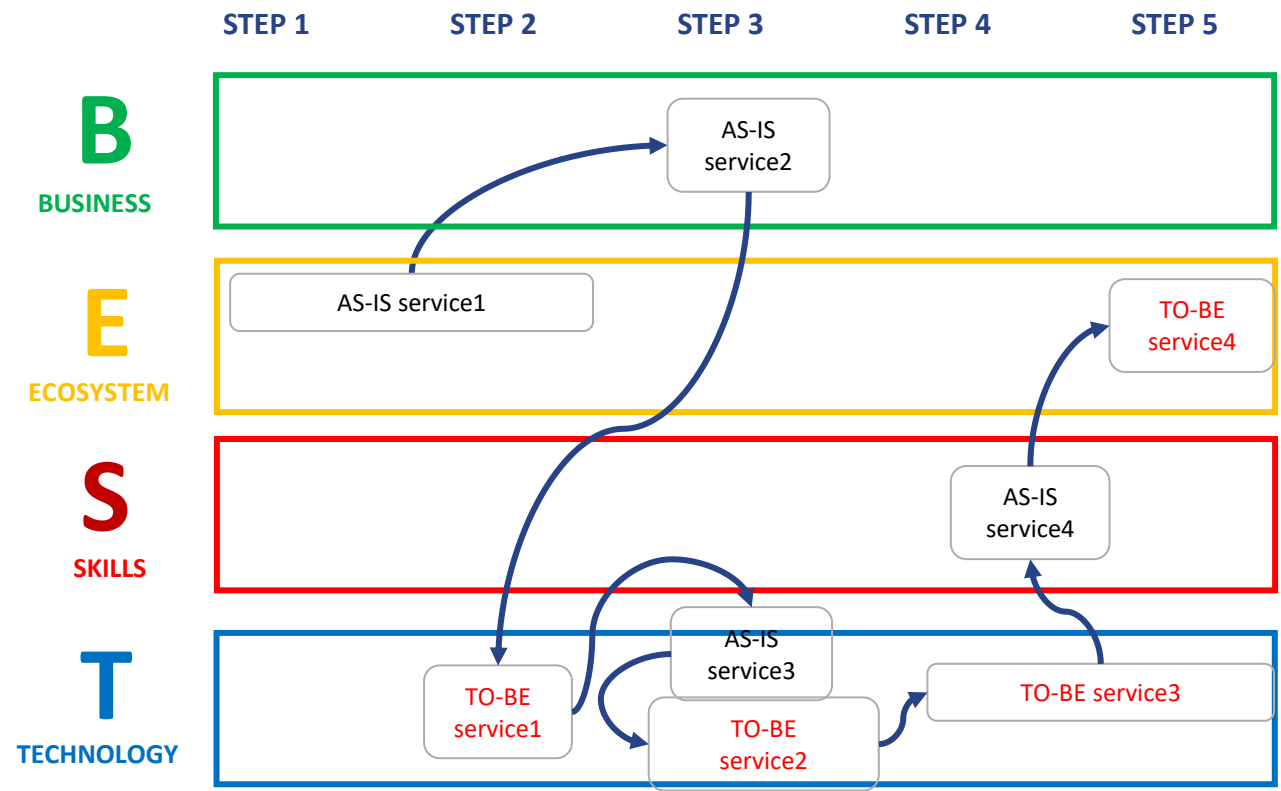 STEP 1 STEP 2 STEP 3 STEP 4 STEP 5
B
BUSINESS
AS-IS
service2
E
ECOSYSTEM
AS-IS service1
TO-BE
service4
S
SKILLS
AS-IS
service4
T
TECHNOLOGY
TO-BE
service1
AS-IS
service3
TO-BE
service2
TO-BE service3